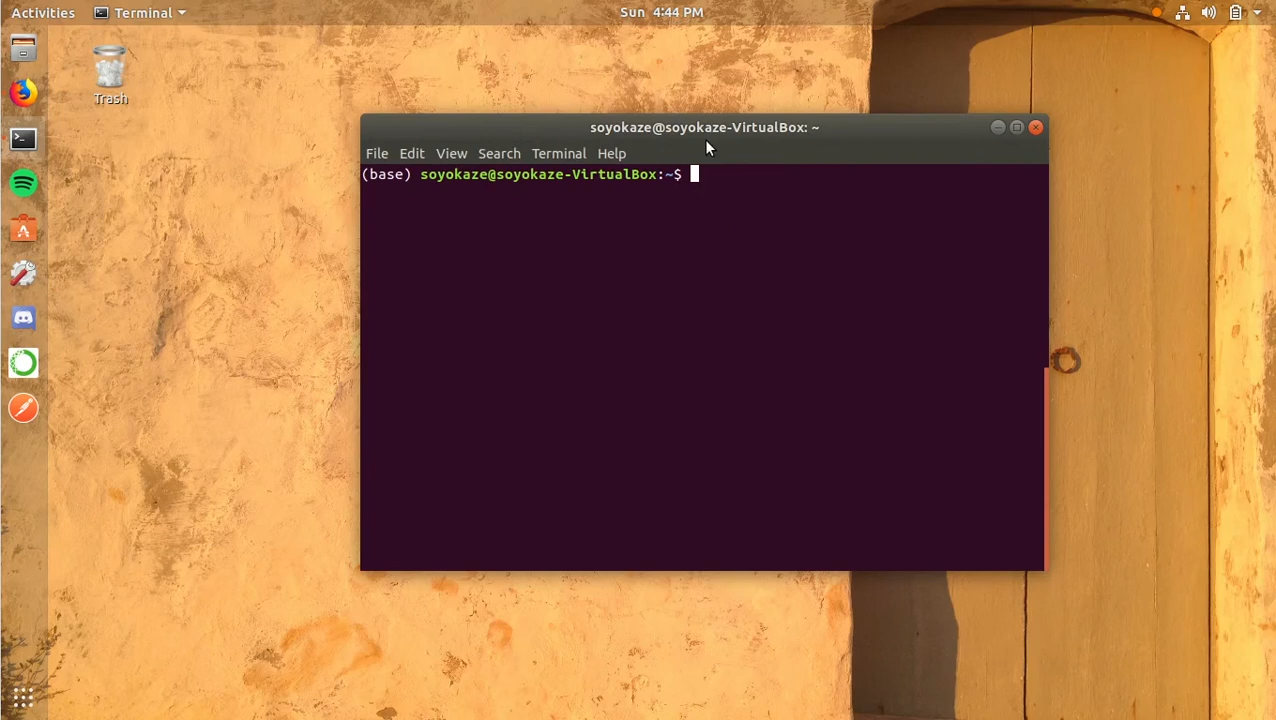 Activities Terminal Sun 4:44 PM
Trash
soyokaze@soyokaze-VirtualBox: ~
File Edit View Search Terminal Help
(base) soyokaze@soyokaze-VirtualBox:~$